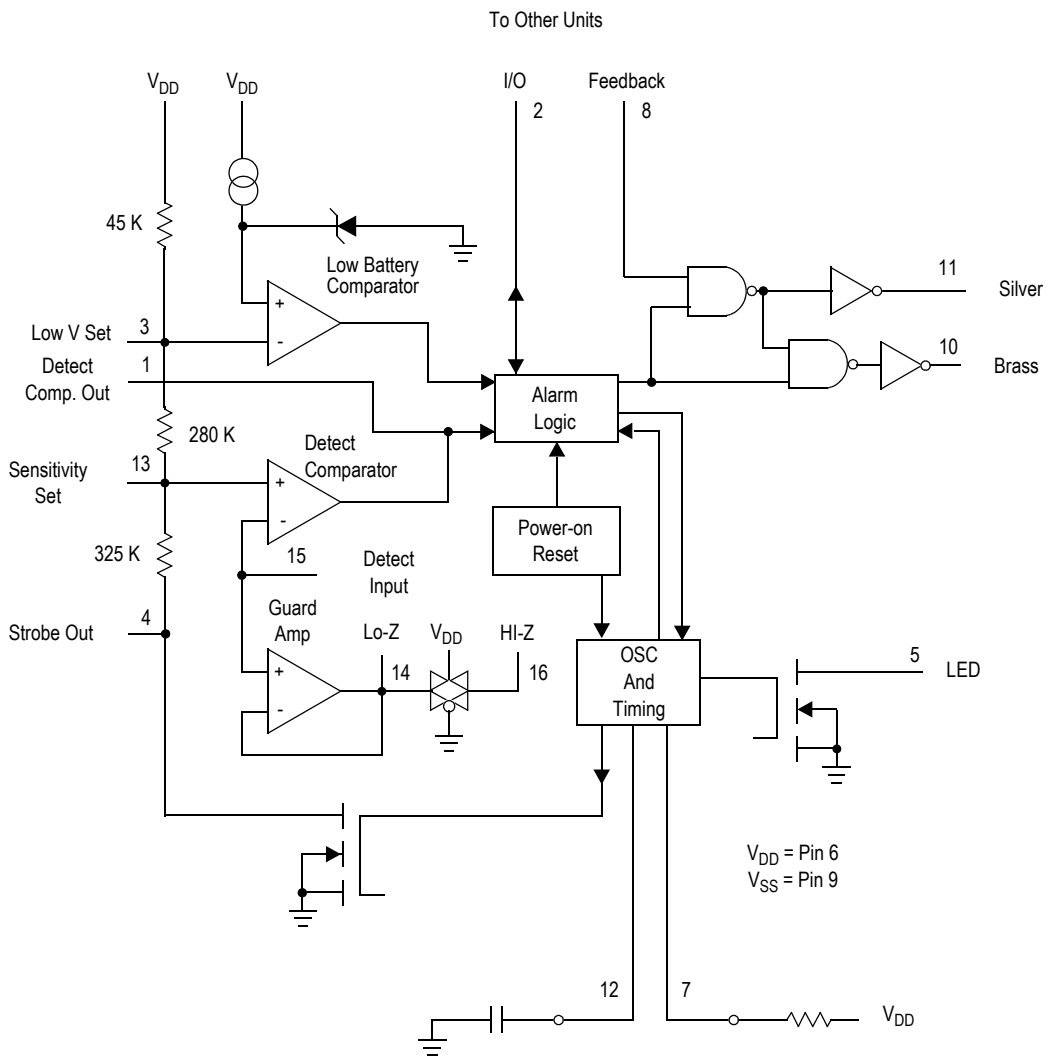 To Other Units
V_DD
V_DD
I/O
2
Feedback
8
45 K
Low Battery
Comparator
+
-
11
Silver
Low V Set
3
Detect
Comp. Out
1
10
Brass
Alarm
Logic
280 K
Detect
Comparator
Sensitivity
Set
13
+
-
Power-on
Reset
325 K
15
Detect
Input
Strobe Out
4
Guard
Amp
Lo-Z
14
V_DD
HI-Z
16
+
-
OSC
And
Timing
5
LED
V_DD = Pin 6
V_SS = Pin 9
12
7
V_DD